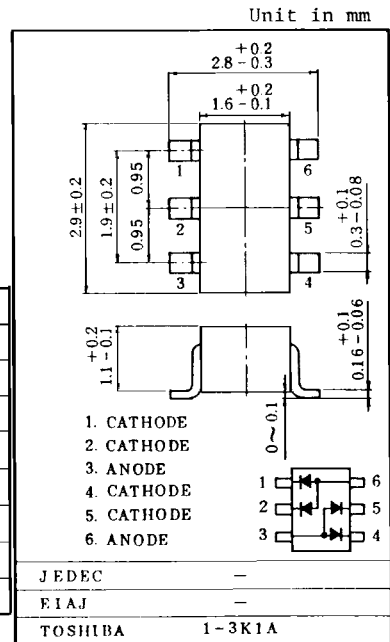 Unit in mm
+0.2
2.8-0.3
+0.2
1.6-0.1
2.9±0.2
1.9±0.2
0.95
0.95
1
2
3
6
5
4
+0.1
0.3-0.08
+0.2
1.1-0.1
+0.1
0.16-0.06
0~0.1
1. CATHODE
2. CATHODE
3. ANODE
4. CATHODE
5. CATHODE
6. ANODE
1
2
3
6
5
4
JEDEC —
EIAJ —
TOSHIBA 1-3K1A